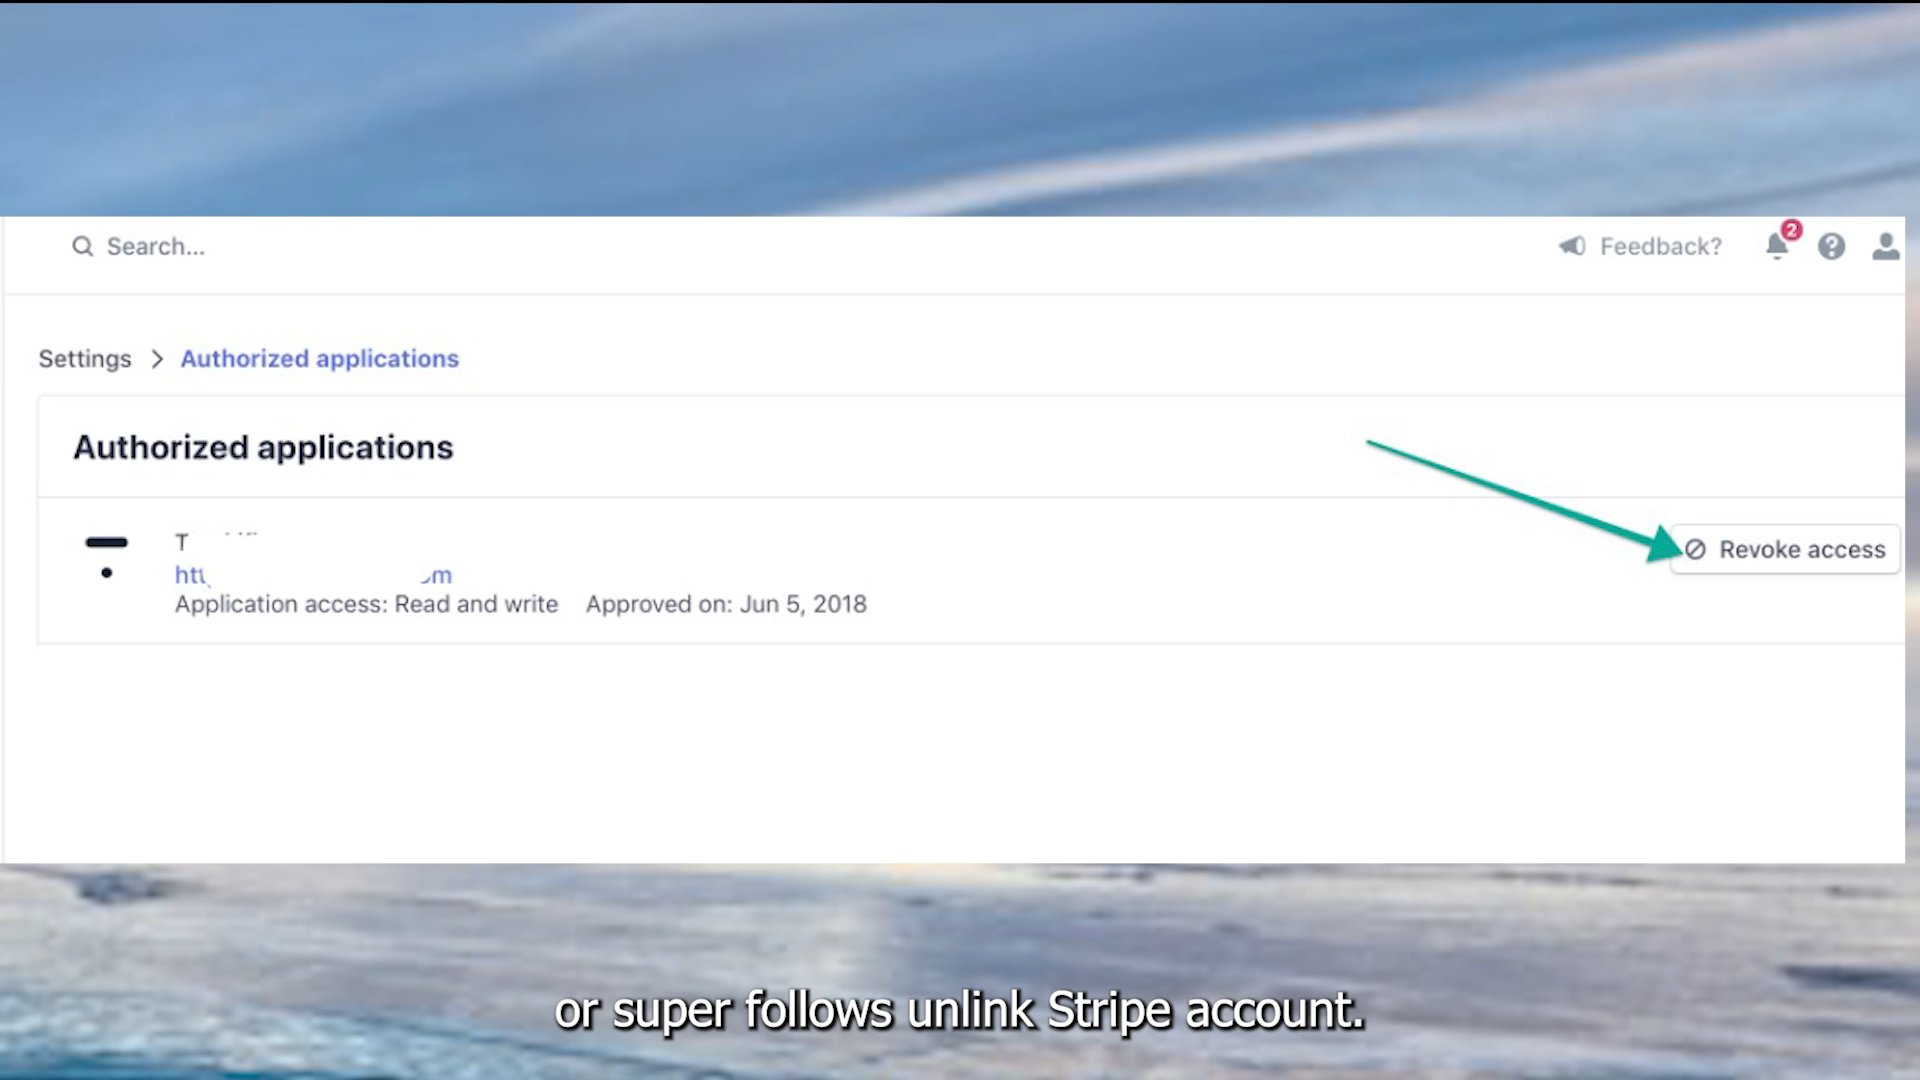 Search...
Feedback?
2
Settings > Authorized applications
Authorized applications
T
Revoke access
Application access: Read and write Approved on: Jun 5, 2018
or super follows unlink Stripe account.